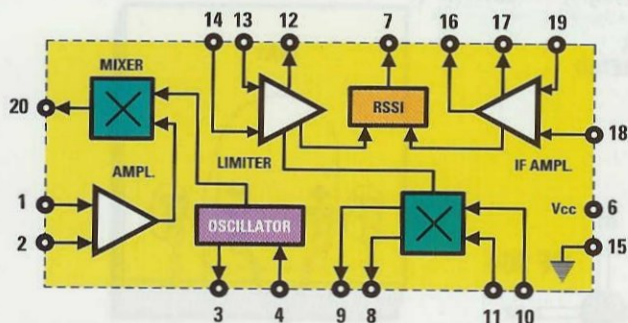 14 13 12 7 16 17 19
MIXER
20
RSSI
LIMITER
IF AMPL.
18
AMPL.
1
Vcc 6
OSCILLATOR
2
15
3 4 9 8 11 10